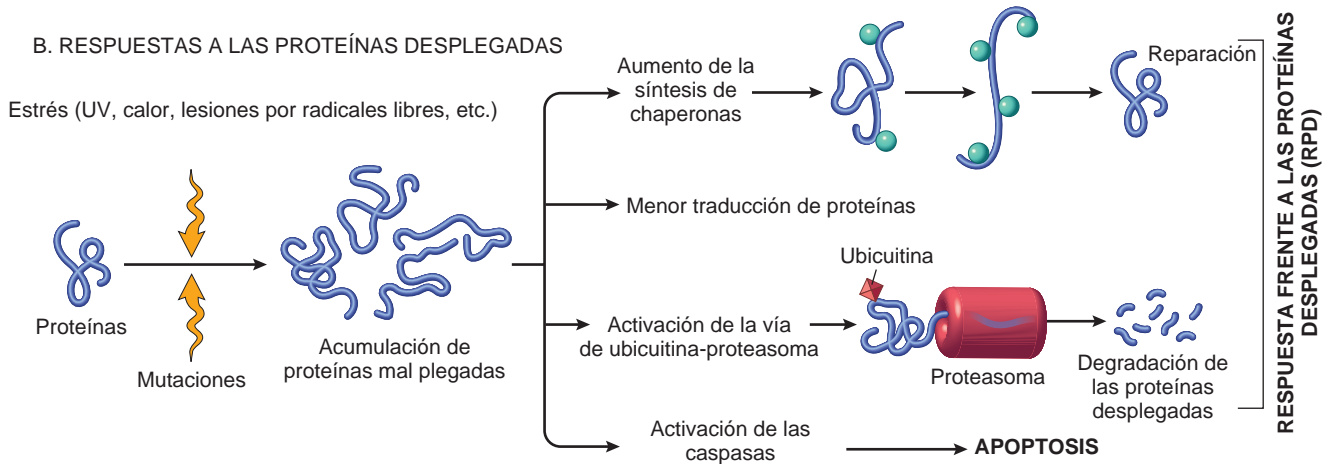 B. RESPUESTAS A LAS PROTEÍNAS DESPLEGADAS
Estrés (UV, calor, lesiones por radicales libres, etc.)
Proteínas
Mutaciones
Acumulación de
proteínas mal plegadas
Aumento de la
síntesis de
chaperonas
Reparación
Menor traducción de proteínas
Activación de la vía
de ubicuitina-proteasoma
Ubicuitina
Proteasoma
Degradación de
las proteínas
desplegadas
Activación de las
caspasas
APOPTOSIS
RESPUESTA FRENTE A LAS PROTEÍNAS
DESPLEGADAS (RPD)